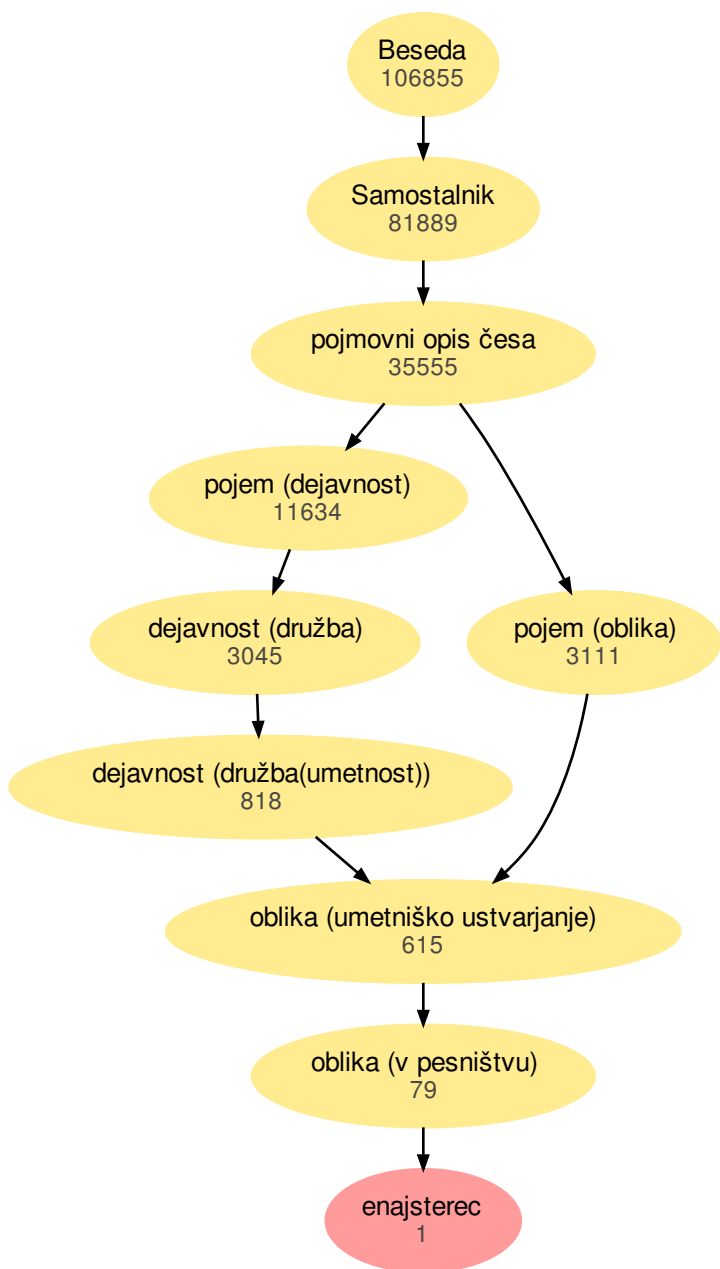 Beseda
106855
Samostalnik
81889
pojmovni opis česa
35555
pojem (dejavnost)
11634
dejavnost (družba)
3045
pojem (oblika)
3111
dejavnost (družba(umetnost))
818
oblika (umetniško ustvarjanje)
615
oblika (v pesništvu)
79
enajsterec
1